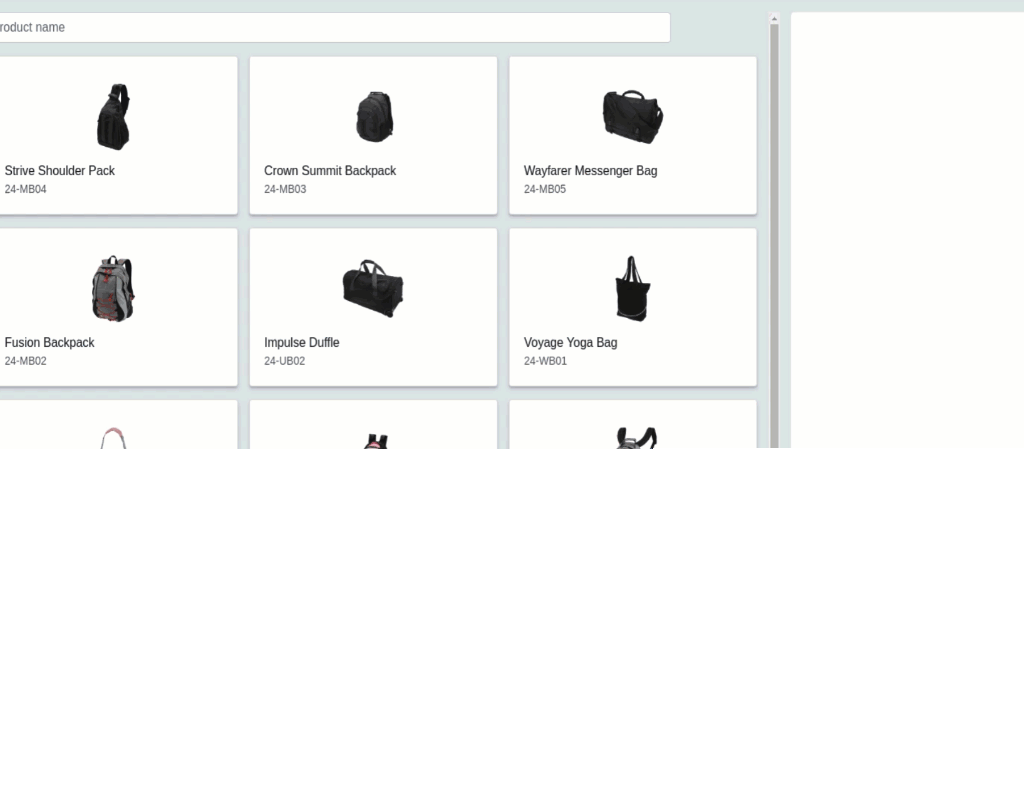 roduct name
Strive Shoulder Pack
24-MB04
Crown Summit Backpack
24-MB03
Wayfarer Messenger Bag
24-MB05
Fusion Backpack
24-MB02
Impulse Duffle
24-UB02
Voyage Yoga Bag
24-WB01